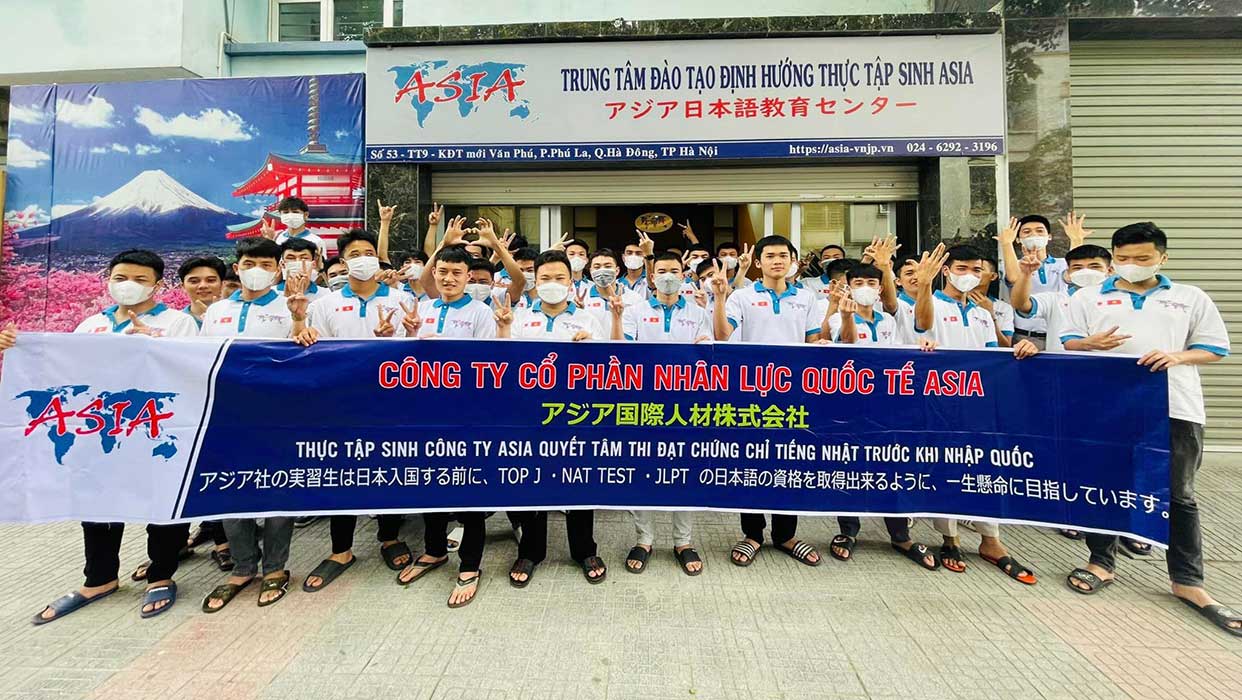 ASIA
TRUNG TÂM ĐÀO TẠO ĐỊNH HƯỚNG THỰC TẬP SINH ASIA
アジア日本語教育センター
Số 53 - TT9 - KĐT mới Văn Phú, P.Phú La, Q.Hà Đông, TP Hà Nội
https://asia-vnjp.vn 024 - 6292 - 3196
ASIA
CÔNG TY CỔ PHẦN NHÂN LỰC QUỐC TẾ ASIA
アジア国際人材株式会社
THỰC TẬP SINH CÔNG TY ASIA QUYẾT TÂM THI ĐẠT CHỨNG CHỈ TIẾNG NHẬT TRƯỚC KHI NHẬP QUỐC
アジア社の実習生は日本入国する前に、TOP J ・NAT TEST ・JLPT の日本語の資格を取得出来るように、一生懸命に目指しています。